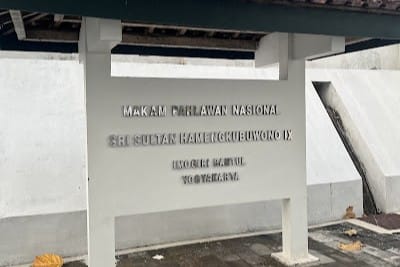 MAKAM PAHLAWAN NASIONAL
SRI SULTAN HAMENGKUBUWONO IX
IMOGIRI BANTUL
YOGYAKARTA